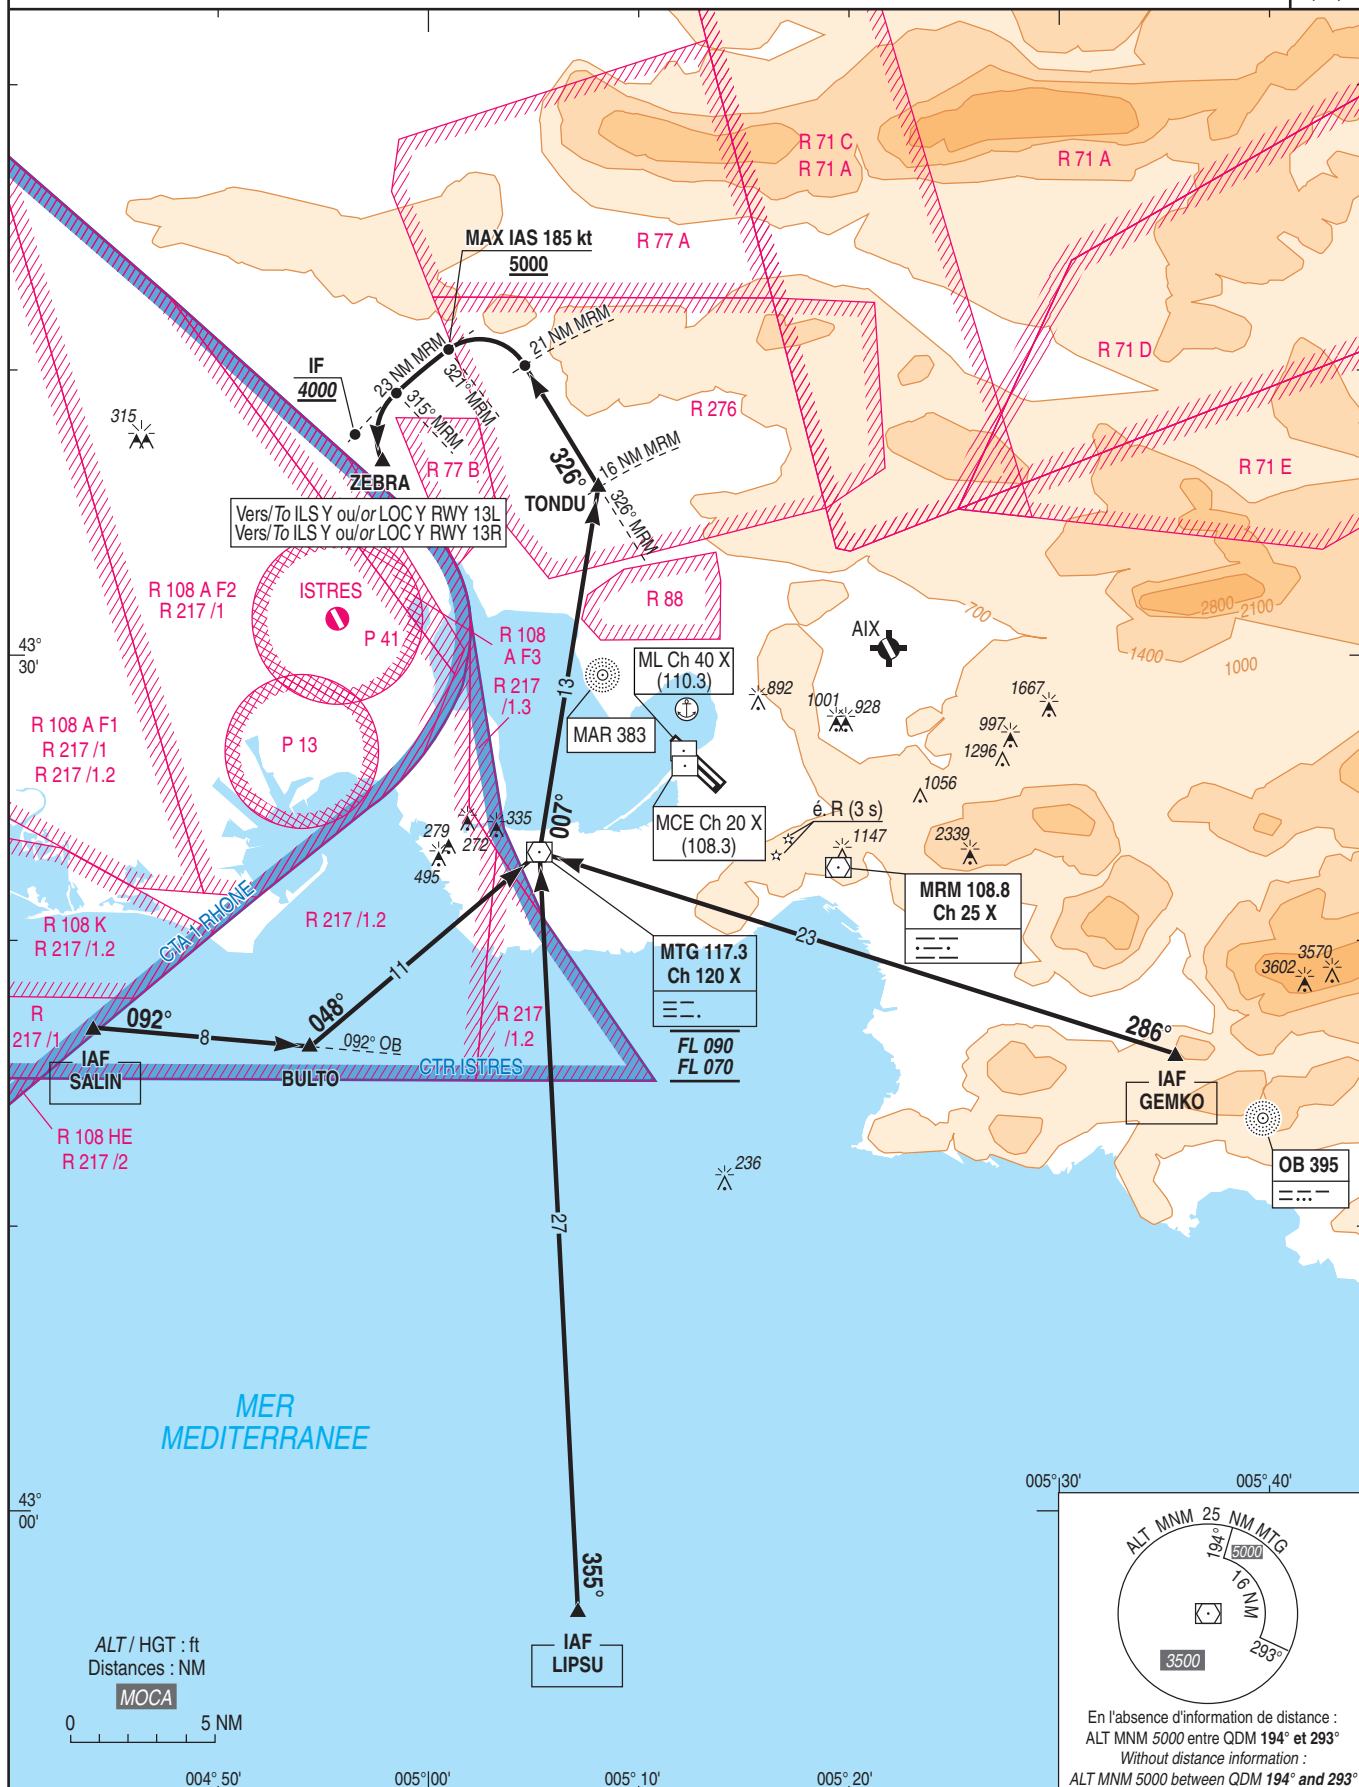 R 71 C
R 71 A
R 71 A
R 77 A
MAX IAS 185 kt
5000
21 NM MRM
IF
4000
23 NM MRM
321° MRM
315° MRM
R 71 D
R 276
315
R 77 B
326°
16 NM MRM
R 71 E
ZEBRA
TONDU
326° MRM
Vers/To ILS Y ou/or LOC Y RWY 13L
Vers/To ILS Y ou/or LOC Y RWY 13R
R 108 A F2
R 217 /1
ISTRES
P 41
R 88
700
2800
2100
AIX
1400
1000
43°
30'
R 108
A F3
R 217
/1.3
ML Ch 40 X
(110.3)
13
892
1001
928
1667
997
1296
R 108 A F1
R 217 /1
R 217 /1.2
P 13
MAR 383
1056
007°
MCE Ch 20 X
(108.3)
é. R (3 s)
279
272
335
495
1147
2339
MRM 108.8
Ch 25 X
R 108 K
R 217 /1.2
CTA 1 RHONE
R 217 /1.2
11
23
MTG 117.3
Ch 120 X
3602
3570
R
217 /1
092°
8
048°
092° OB
R 217
/1.2
FL 090
FL 070
286°
IAF
SALIN
BULTO
CTR ISTRES
IAF
GEMKO
R 108 HE
R 217 /2
236
OB 395
27
MER
MEDITERRANEE
43°
00'
005° 30'
005° 40'
355°
ALT MNM 25 NM MTG
194°
5000
16 NM
3500
293°
IAF
LIPSU
ALT / HGT : ft
Distances : NM
MOCA
0
5 NM
En l'absence d'information de distance :
ALT MNM 5000 entre QDM 194° et 293°
Without distance information :
ALT MNM 5000 between QDM 194° and 293°
004° 50'
005° 00'
005° 10'
005° 20'